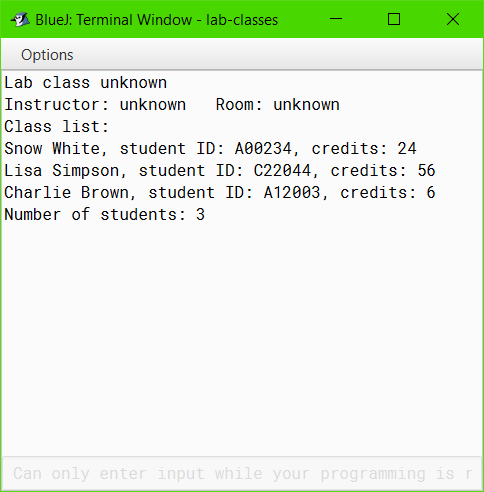 BlueJ: Terminal Window - lab-classes
Options
Lab class unknown
Instructor: unknown   Room: unknown
Class list:
Snow White, student ID: A00234, credits: 24
Lisa Simpson, student ID: C22044, credits: 56
Charlie Brown, student ID: A12003, credits: 6
Number of students: 3
Can only enter input while your programming is r